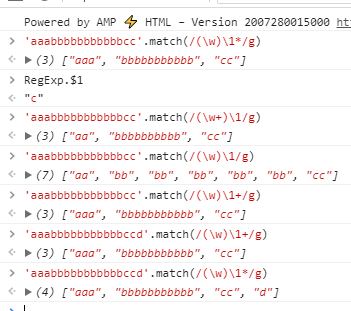 Powered by AMP ⚡ HTML – Version 2007280015000 ht
> 'aaabbbbbbbbbbbcc'.match(/(\w)\1*/g)
< ▶ (3) ["aaa", "bbbbbbbbbbb", "cc"]
> RegExp.$1
< "c"
> 'aaabbbbbbbbbbbcc'.match(/(\w+)\1/g)
< ▶ (3) ["aa", "bbbbbbbbbb", "cc"]
> 'aaabbbbbbbbbbbcc'.match(/(\w)\1/g)
< ▶ (7) ["aa", "bb", "bb", "bb", "bb", "bb", "cc"]
> 'aaabbbbbbbbbbbcc'.match(/(\w)\1+/g)
< ▶ (3) ["aaa", "bbbbbbbbbbb", "cc"]
> 'aaabbbbbbbbbbbccd'.match(/(\w)\1+/g)
< ▶ (3) ["aaa", "bbbbbbbbbbb", "cc"]
> 'aaabbbbbbbbbbbccd'.match(/(\w)\1*/g)
< ▶ (4) ["aaa", "bbbbbbbbbbb", "cc", "d"]